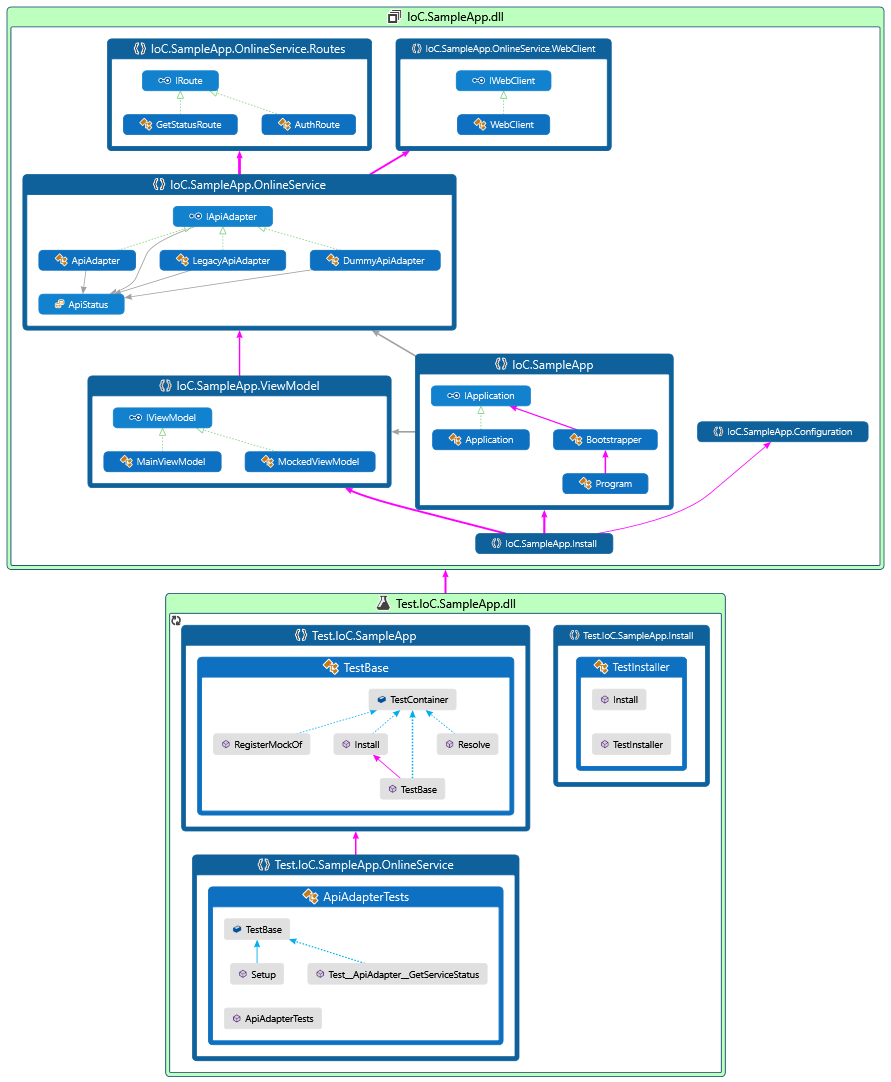 IoC.SampleApp.dll
IoC.SampleApp.OnlineService.Routes
IoC.SampleApp.OnlineService.WebClient
IRoute
IWebClient
GetStatusRoute
AuthRoute
WebClient
IoC.SampleApp.OnlineService
IApiAdapter
ApiAdapter
LegacyApiAdapter
DummyApiAdapter
ApiStatus
IoC.SampleApp
IoC.SampleApp.ViewModel
IApplication
IViewModel
Application
Bootstrapper
IoC.SampleApp.Configuration
MainViewModel
MockedViewModel
Program
IoC.SampleApp.Install
Test.IoC.SampleApp.dll
Test.IoC.SampleApp
Test.IoC.SampleApp.Install
TestBase
TestInstaller
TestContainer
Install
RegisterMockOf
Install
Resolve
TestInstaller
TestBase
Test.IoC.SampleApp.OnlineService
ApiAdapterTests
TestBase
Setup
Test__ApiAdapter__GetServiceStatus
ApiAdapterTests